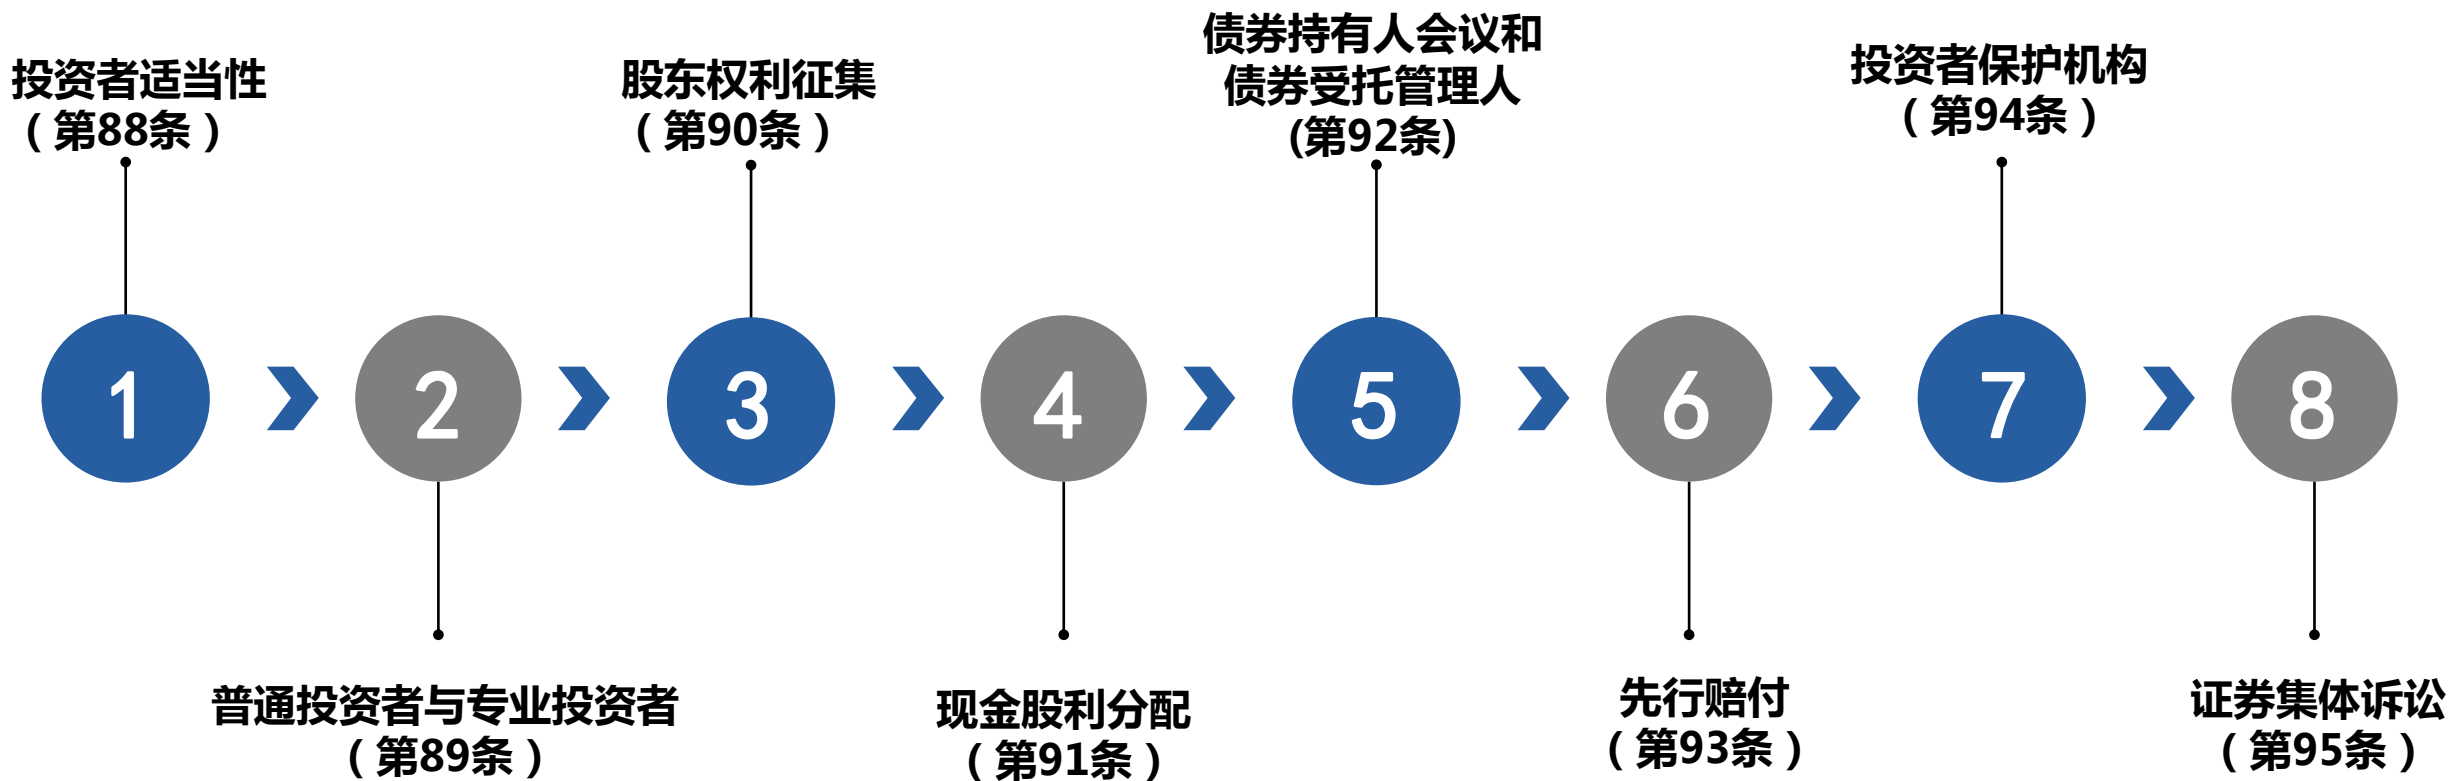 投资者适当性
（第88条）
1
2
普通投资者与专业投资者
（第89条）
股东权利征集
（第90条）
3
4
现金股利分配
（第91条）
债券持有人会议和
债券受托管理人
(第92条)
5
6
先行赔付
（第93条）
投资者保护机构
（第94条）
7
8
证券集体诉讼
（第95条）